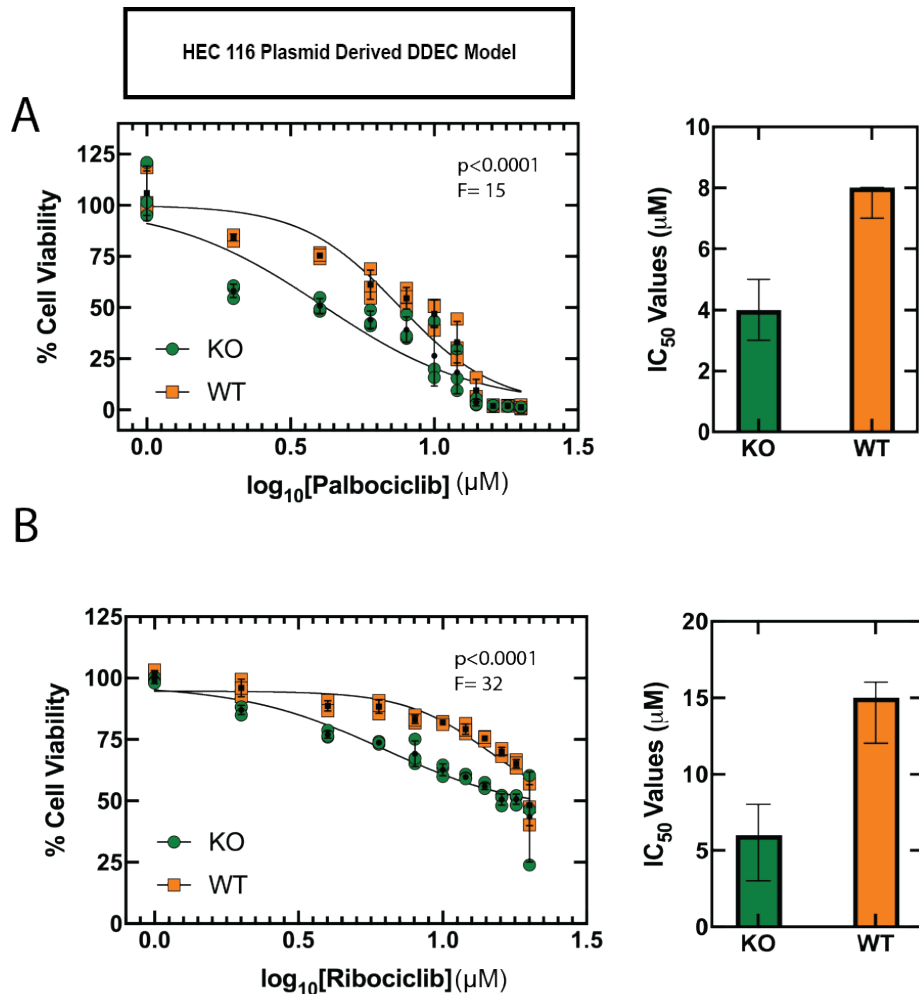 HEC 116 Plasmid Derived DDEC Model
A
125
100
75
50
25
0
% Cell Viability
p<0.0001
F= 15
KO
WT
0.0 0.5 1.0 1.5
log₁₀[Palbociclib] (μM)
10
8
6
4
2
0
IC₅₀ Values (μM)
KO WT
B
125
100
75
50
25
0
% Cell Viability
p<0.0001
F= 32
KO
WT
0.0 0.5 1.0 1.5
log₁₀[Ribociclib] (μM)
20
15
10
5
0
IC₅₀ Values (μM)
KO WT